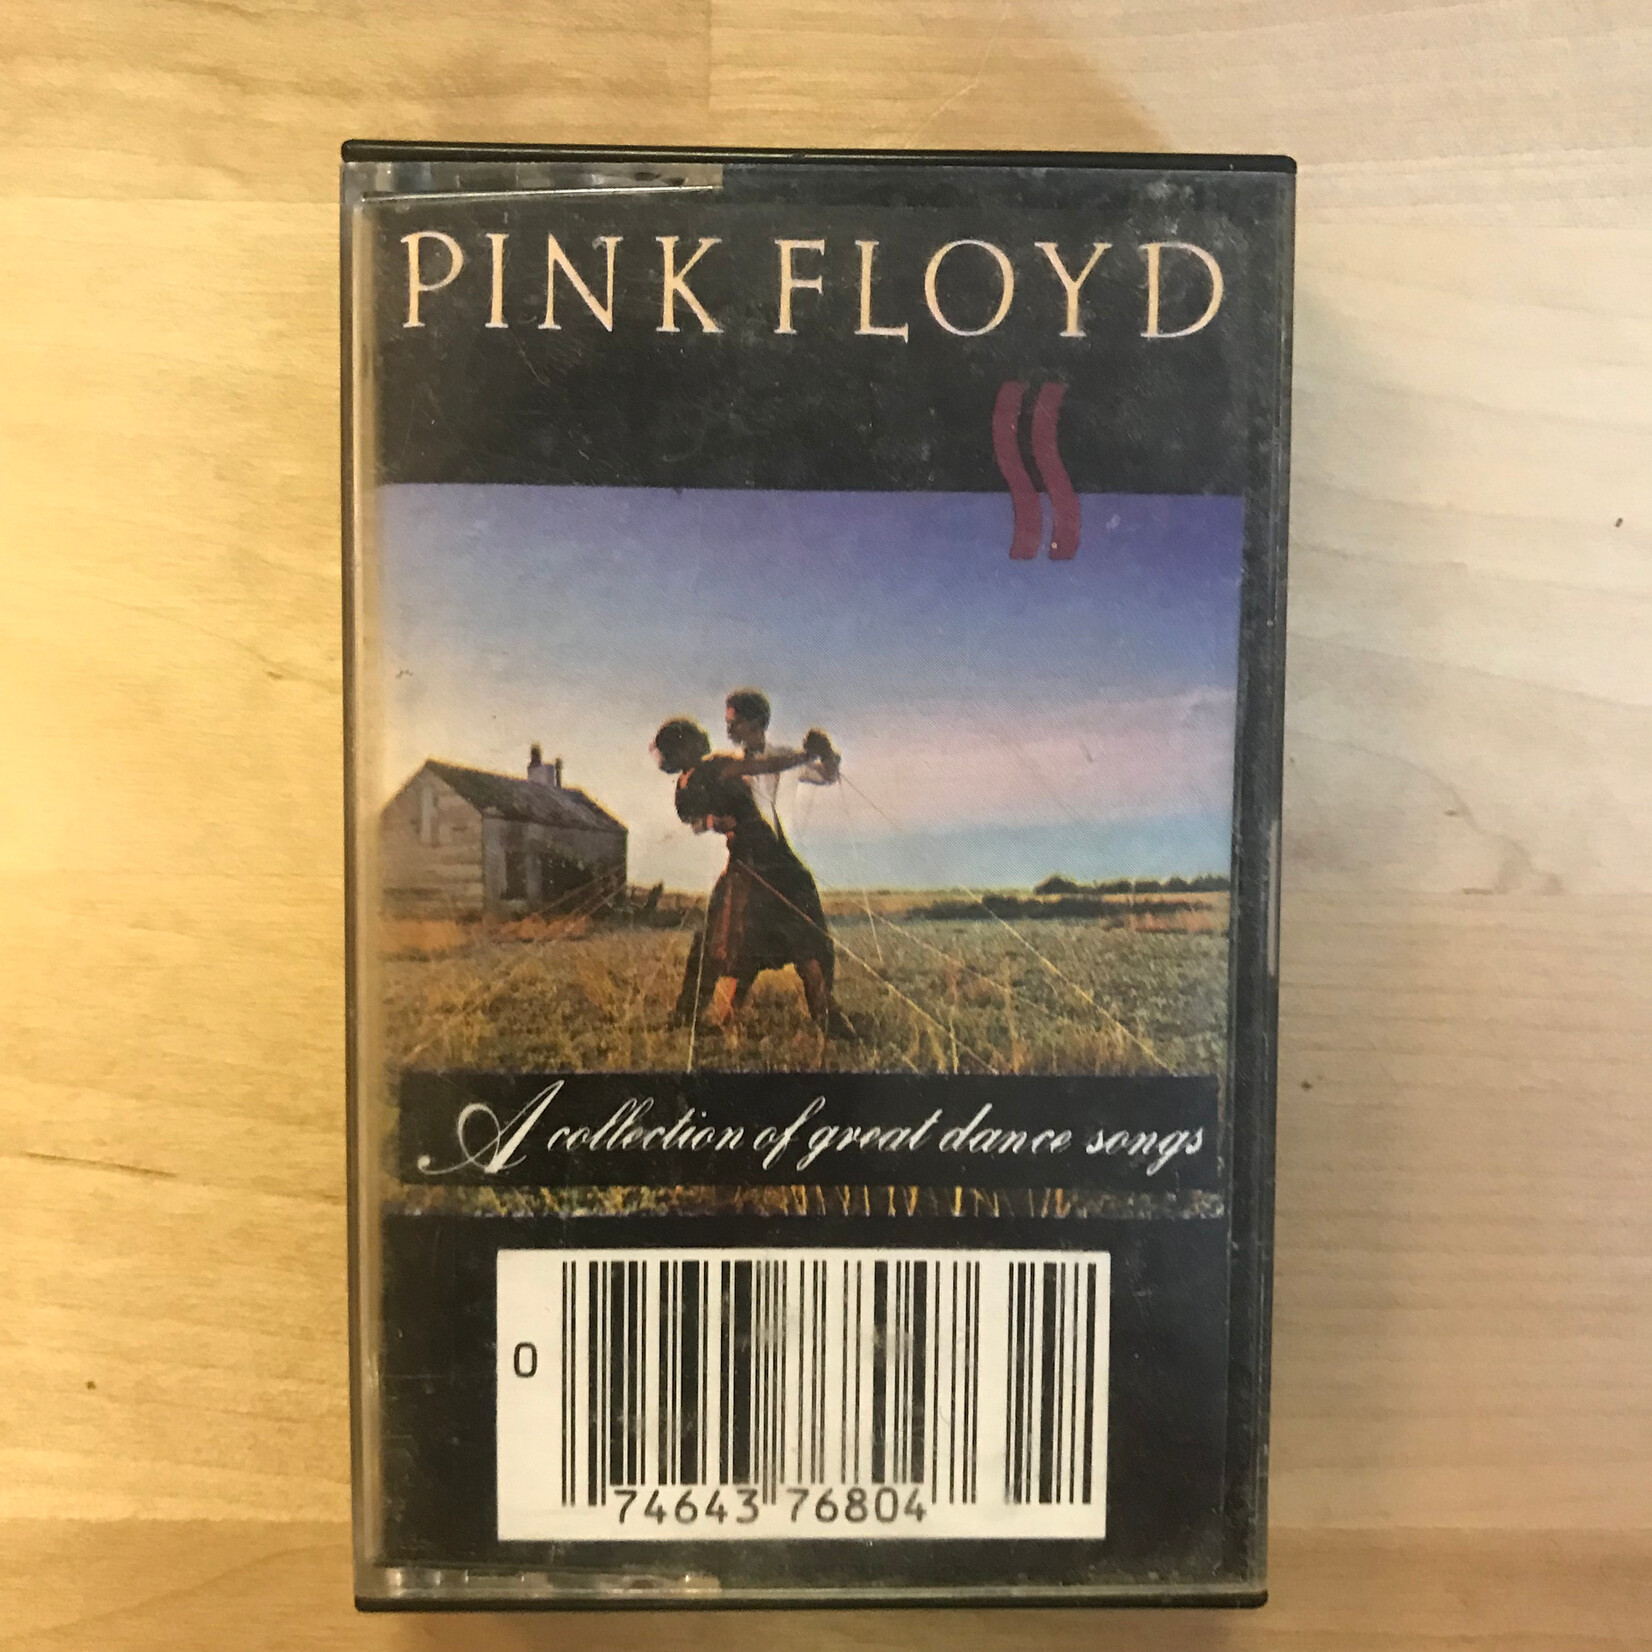 PINK FLOYD
A collection of great dance songs
0
74643 76804